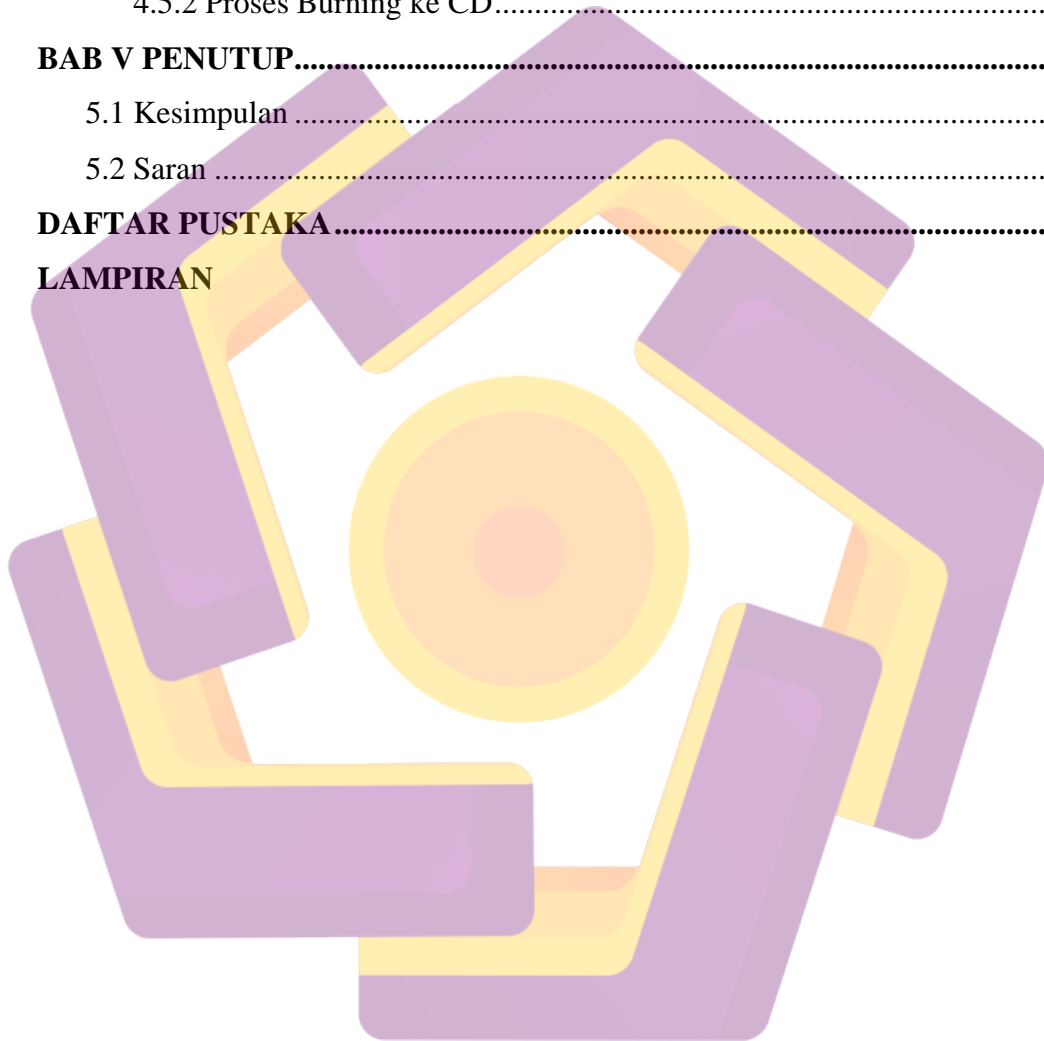 4.5.2 Proses Burning ke CD..........................................................................
BAB V PENUTUP...............................................................................................
5.1 Kesimpulan ...............................................................................................
5.2 Saran .........................................................................................................
DAFTAR PUSTAKA..........................................................................................
LAMPIRAN